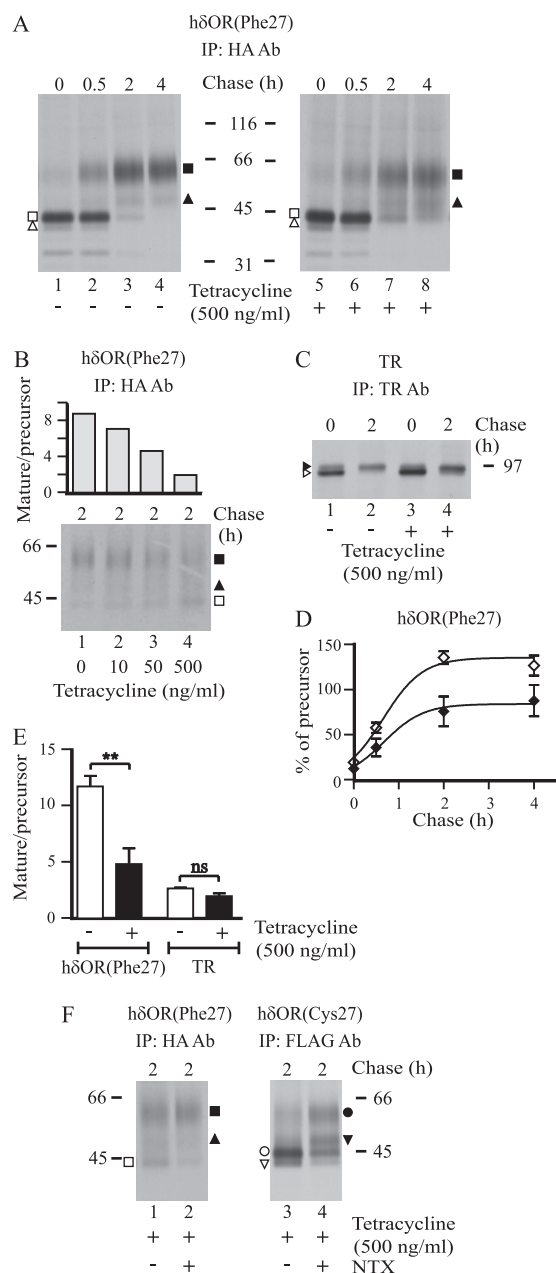 A
hδOR(Phe27)
IP: HA Ab
0 0.5 2 4 Chase (h) 0 0.5 2 4
116
66
45
31
1 2 3 4 Tetracycline 5 6 7 8
- - - - (500 ng/ml) + + + +
B
hδOR(Phe27)
IP: HA Ab
Mature/precursor
8
4
0
2 2 2 2 Chase (h)
66
45
1 2 3 4
0 10 50 500
Tetracycline (ng/ml)
C
TR
IP: TR Ab
0 2 0 2 Chase (h)
97
1 2 3 4
- - + +
Tetracycline
(500 ng/ml)
D
hδOR(Phe27)
% of precursor
150
100
50
0
0 1 2 3 4
Chase (h)
E
Mature/precursor
15
10
5
0
**
ns
- + - + Tetracycline
(500 ng/ml)
hδOR(Phe27) TR
F
hδOR(Phe27) hδOR(Cys27)
IP: HA Ab IP: FLAG Ab
2 2 2 2 Chase (h)
66 66
45 45
1 2 3 4 Tetracycline
+ + + + (500 ng/ml)
- + - + NTX